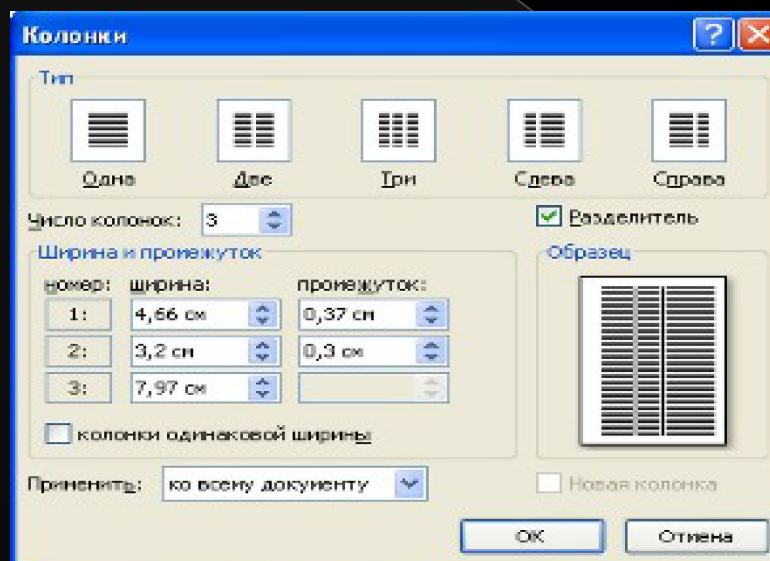 Колонки
Тип
Одна Две Три Слева Справа
Число колонок: 3 Разделитель
Ширина и промежуток Образец
номер: ширина: промежуток:
1: 4,66 см 0,37 см
2: 3,2 см 0,3 см
3: 7,97 см
колонки одинаковой ширины
Применить: ко всему документу Новая колонка
ОК Отмена